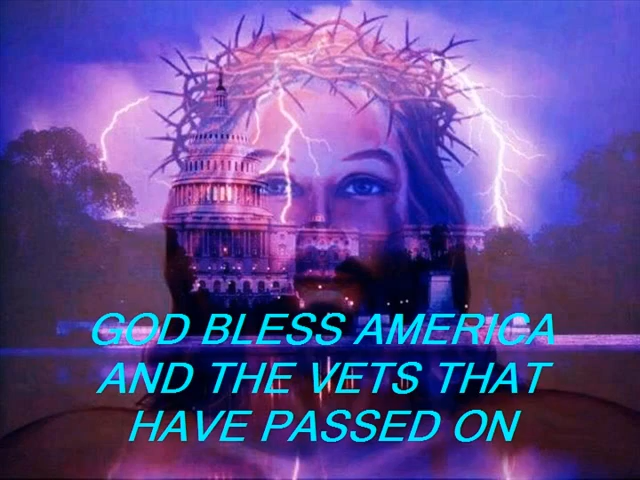 GOD BLESS AMERICA
AND THE VETS THAT
HAVE PASSED ON